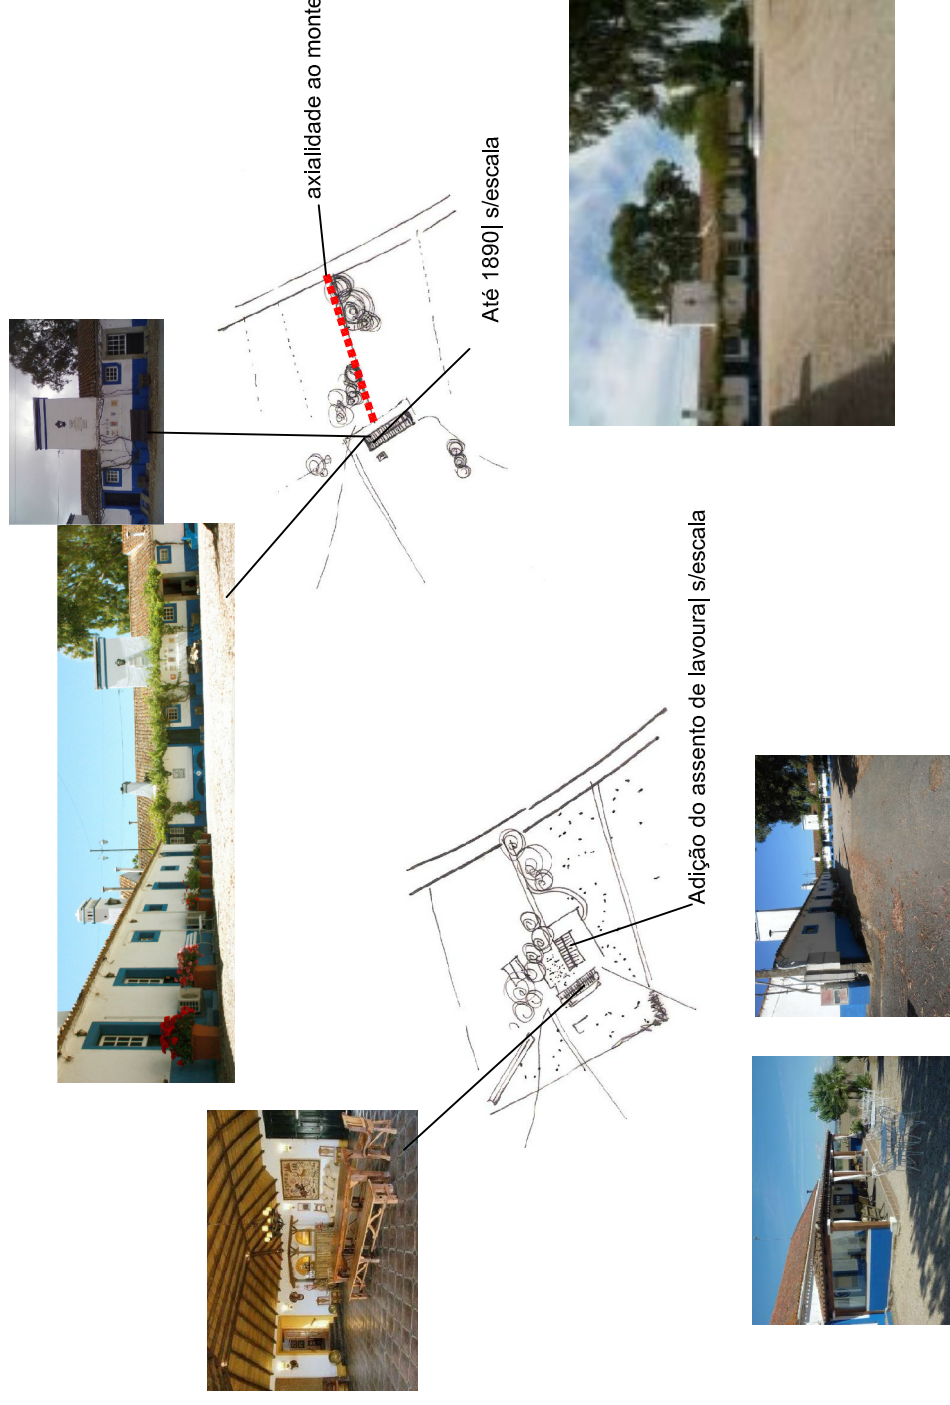 axialidade ao monte
Até 1890| s/escala
Adição do assento de lavoura| s/escala